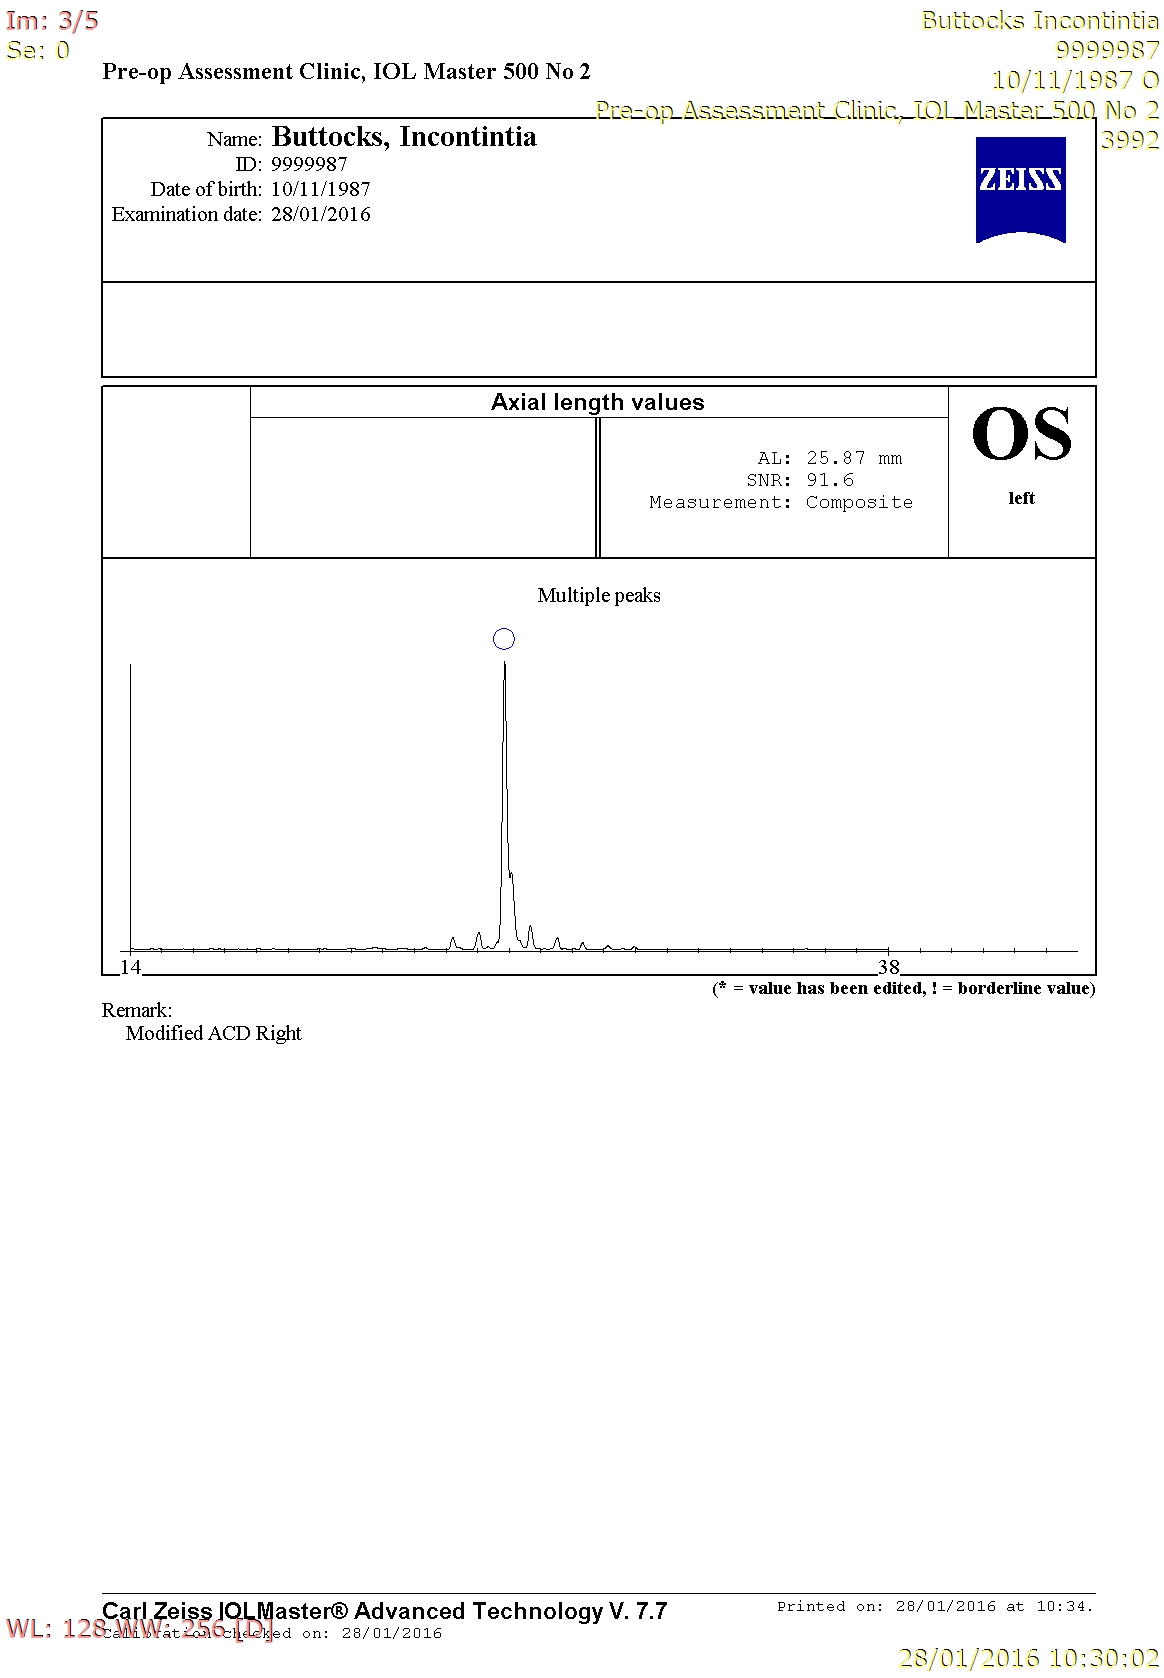 Im: 3/5
Se: 0
Buttocks Incontintia
9999987
10/11/1987 O
Pre-op Assessment Clinic, IOL Master 500 No 2
3992
Pre-op Assessment Clinic, IOL Master 500 No 2
Name: Buttocks, Incontintia
ID: 9999987
Date of birth: 10/11/1987
Examination date: 28/01/2016
ZEISS
Axial length values
AL: 25.87 mm
SNR: 91.6
Measurement: Composite
OS
left
Multiple peaks
14 38
(* = value has been edited, ! = borderline value)
Remark:
Modified ACD Right
Carl Zeiss IOLMaster® Advanced Technology V. 7.7
Printed on: 28/01/2016 at 10:34.
Calibration checked on: 28/01/2016
WL: 128 WW: 256 [D]
28/01/2016 10:30:02